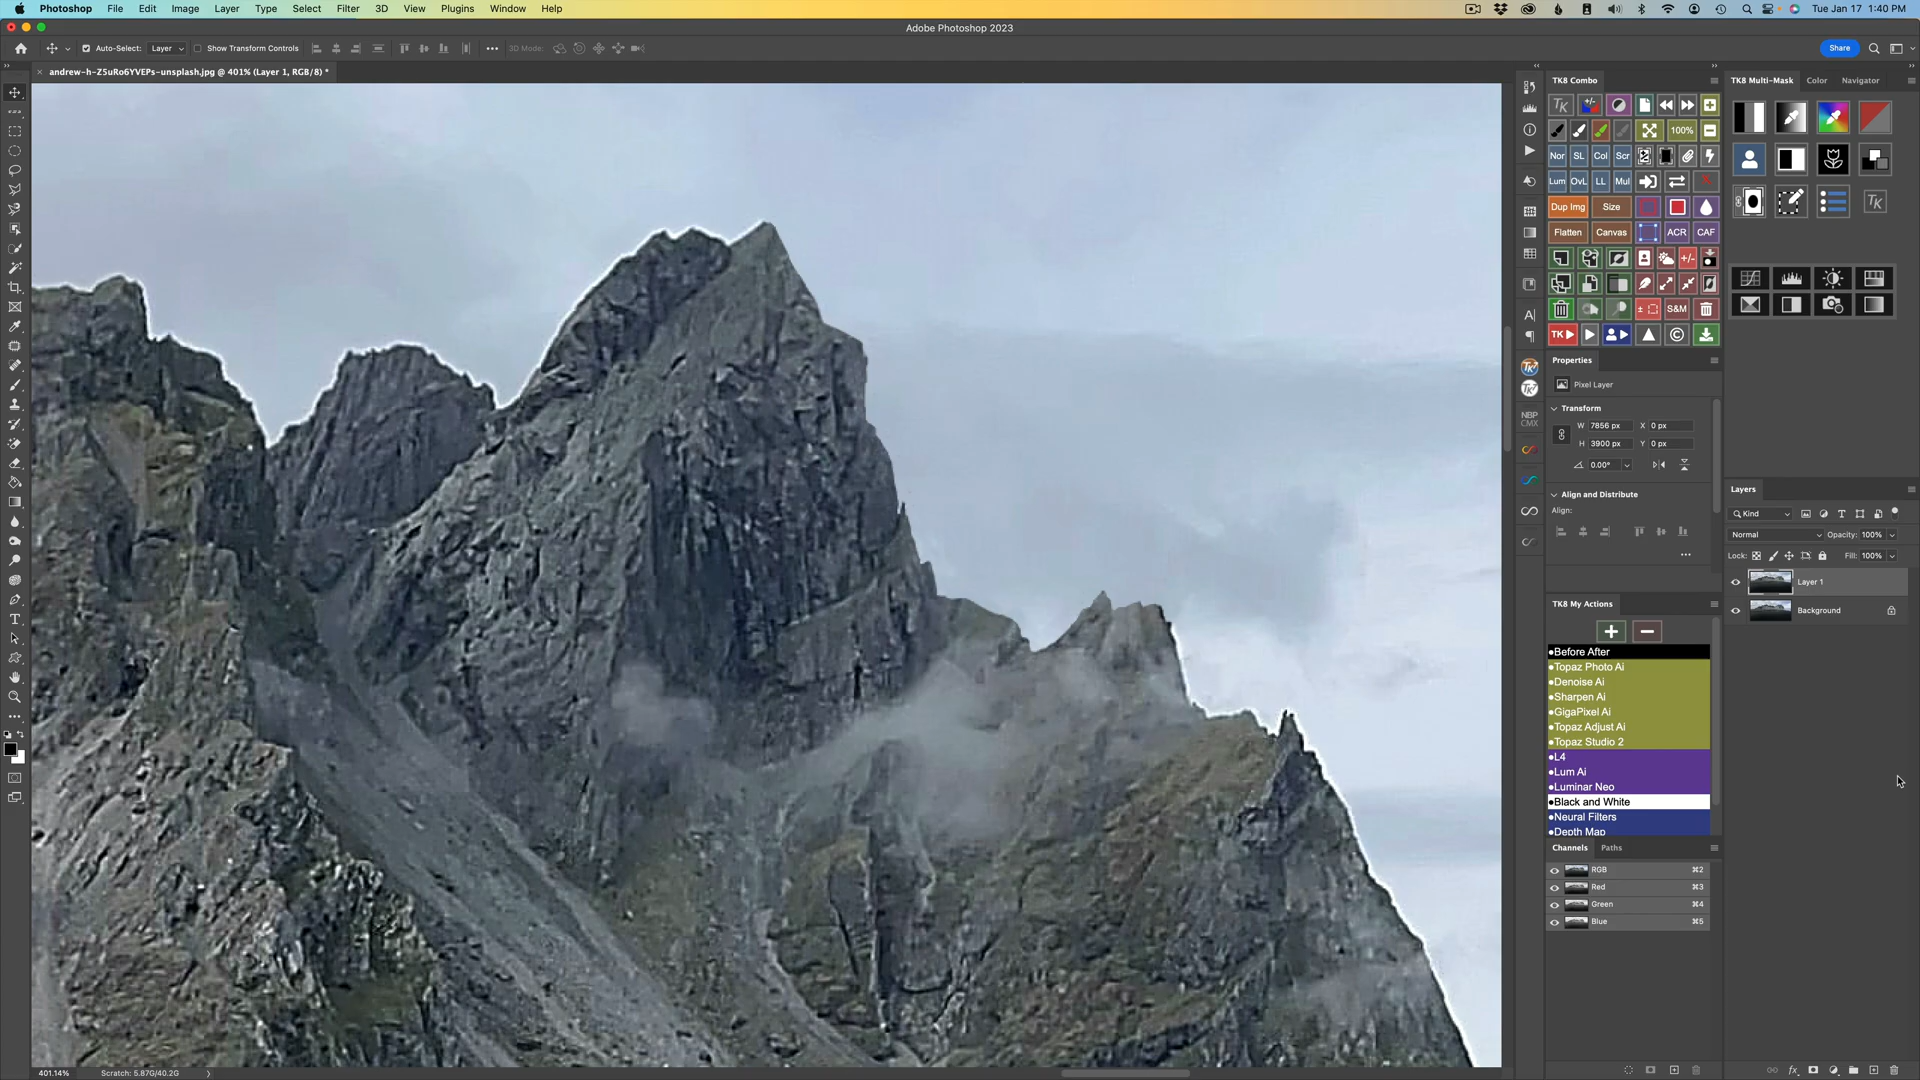 Photoshop File Edit Image Layer Type Select Filter 3D View Plugins Window Help
Tue Jan 17 1:40 PM
Adobe Photoshop 2023
Auto-Select: Layer Show Transform Controls 3D Mode: Share
andrew-h-Z5uRo6YVEPs-unsplash.jpg @ 401% (Layer 1, RGB/8) *
TK8 Combo
TK +/-
100%
Nor SL Col Scr
Lum OvL LL Mul
Dup Img Size
Flatten Canvas ACR CAF
+/-
S&M
TK
Properties
Pixel Layer
Transform
W 7856 px X 0 px
H 3900 px Y 0 px
0.00°
Align and Distribute
Align:
TK8 My Actions
Before After
Topaz Photo Ai
Denoise Ai
Sharpen Ai
GigaPixel Ai
Topaz Adjust Ai
Topaz Studio 2
L4
Lum Ai
Luminar Neo
Black and White
Neural Filters
Depth Map
Channels Paths
RGB ⌘2
Red ⌘3
Green ⌘4
Blue ⌘5
NBP
CMX
TK8 Multi-Mask Color Navigator
TK
Layers
Kind
Normal Opacity: 100%
Lock: Fill: 100%
Layer 1
Background
401.14% Scratch: 5.87G/40.2G